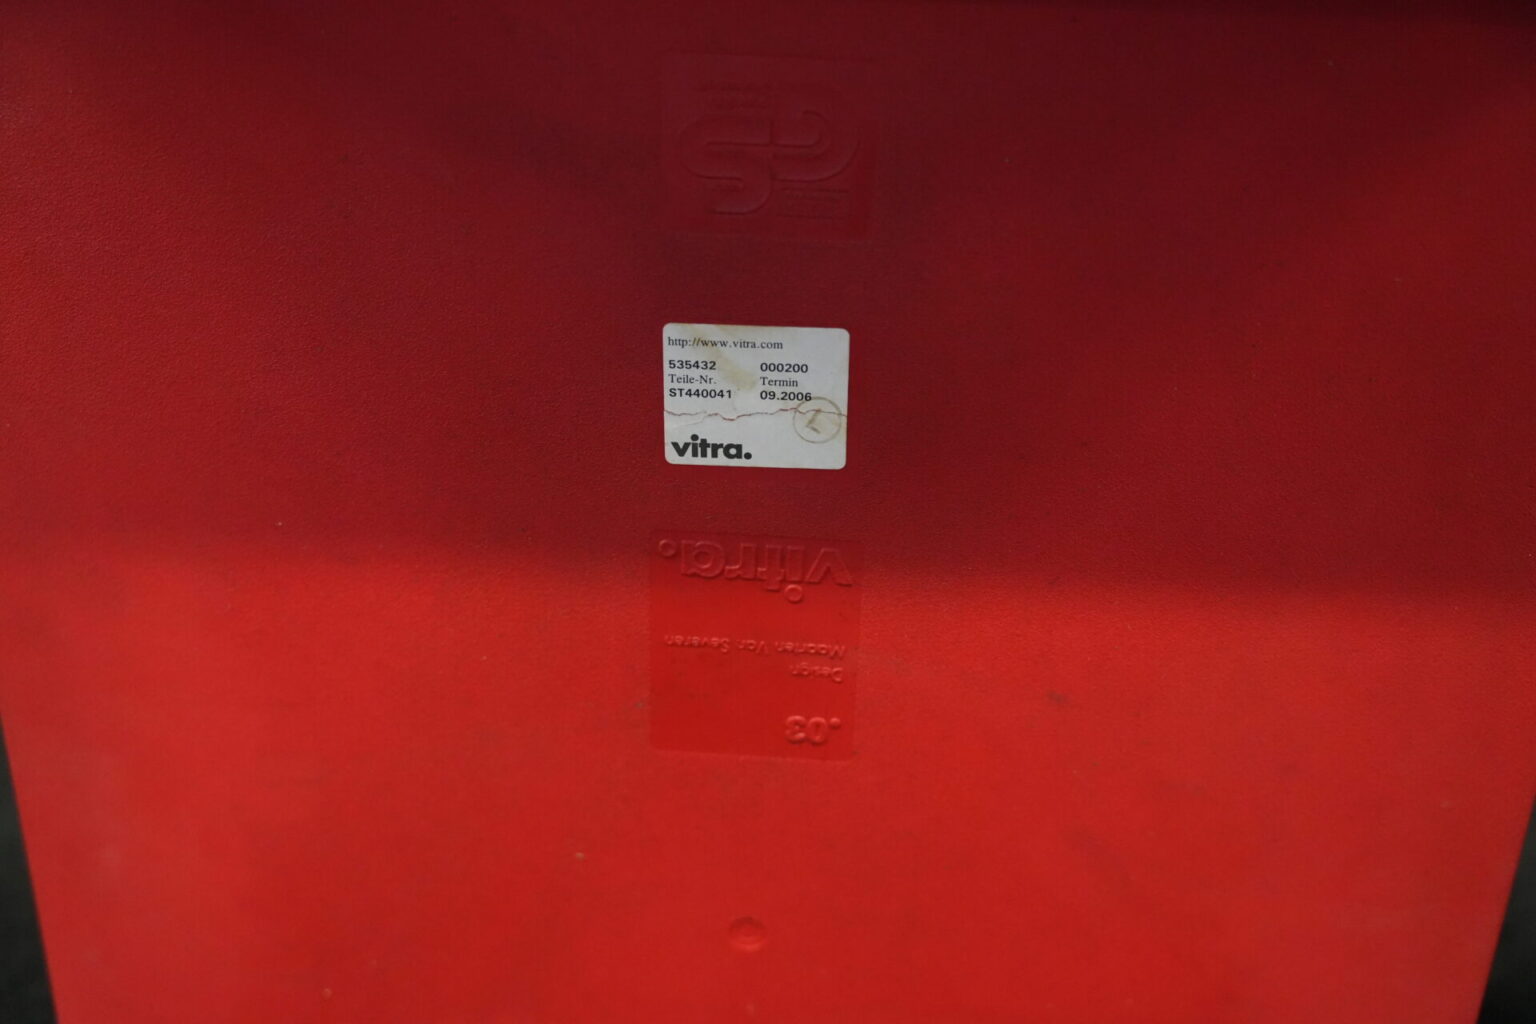 http://www.vitra.com
535432 000200
Teile-Nr. Termin
ST440041 09.2006
vitra.
vitra.
Maarten Van Severen
Design
.03